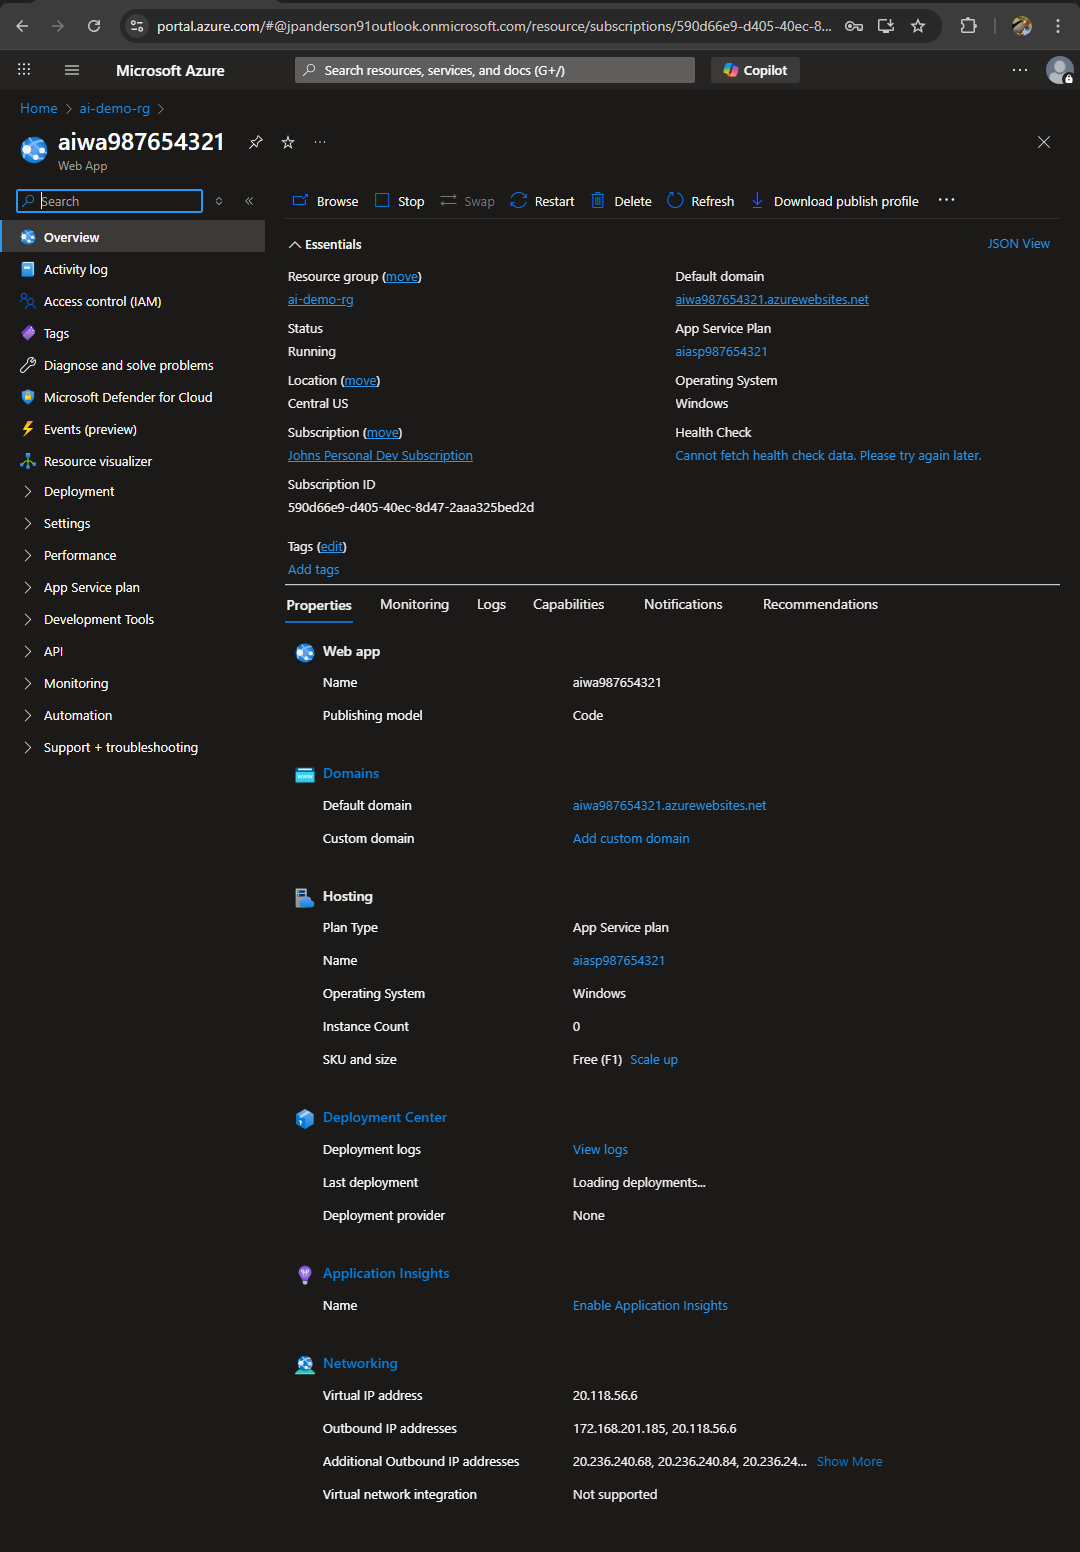 portal.azure.com/#@jpanderson91outlook.onmicrosoft.com/resource/subscriptions/590d66e9-d405-40ec-8...
Microsoft Azure
Search resources, services, and docs (G+/)
Copilot
...
Home > ai-demo-rg >
aiwa987654321
...
Web App
Search
Browse Stop Swap Restart Delete Refresh Download publish profile ...
Overview
Activity log
Access control (IAM)
Tags
Diagnose and solve problems
Microsoft Defender for Cloud
Events (preview)
Resource visualizer
Deployment
Settings
Performance
App Service plan
Development Tools
API
Monitoring
Automation
Support + troubleshooting
Essentials
JSON View
Resource group (move)
ai-demo-rg
Status
Running
Location (move)
Central US
Subscription (move)
Johns Personal Dev Subscription
Subscription ID
590d66e9-d405-40ec-8d47-2aaa325bed2d
Default domain
aiwa987654321.azurewebsites.net
App Service Plan
aiasp987654321
Operating System
Windows
Health Check
Cannot fetch health check data. Please try again later.
Tags (edit)
Add tags
Properties Monitoring Logs Capabilities Notifications Recommendations
Web app
Name aiwa987654321
Publishing model Code
Domains
www
Default domain aiwa987654321.azurewebsites.net
Custom domain Add custom domain
Hosting
Plan Type App Service plan
Name aiasp987654321
Operating System Windows
Instance Count 0
SKU and size Free (F1) Scale up
Deployment Center
Deployment logs View logs
Last deployment Loading deployments...
Deployment provider None
Application Insights
Name Enable Application Insights
Networking
Virtual IP address 20.118.56.6
Outbound IP addresses 172.168.201.185, 20.118.56.6
Additional Outbound IP addresses 20.236.240.68, 20.236.240.84, 20.236.24... Show More
Virtual network integration Not supported